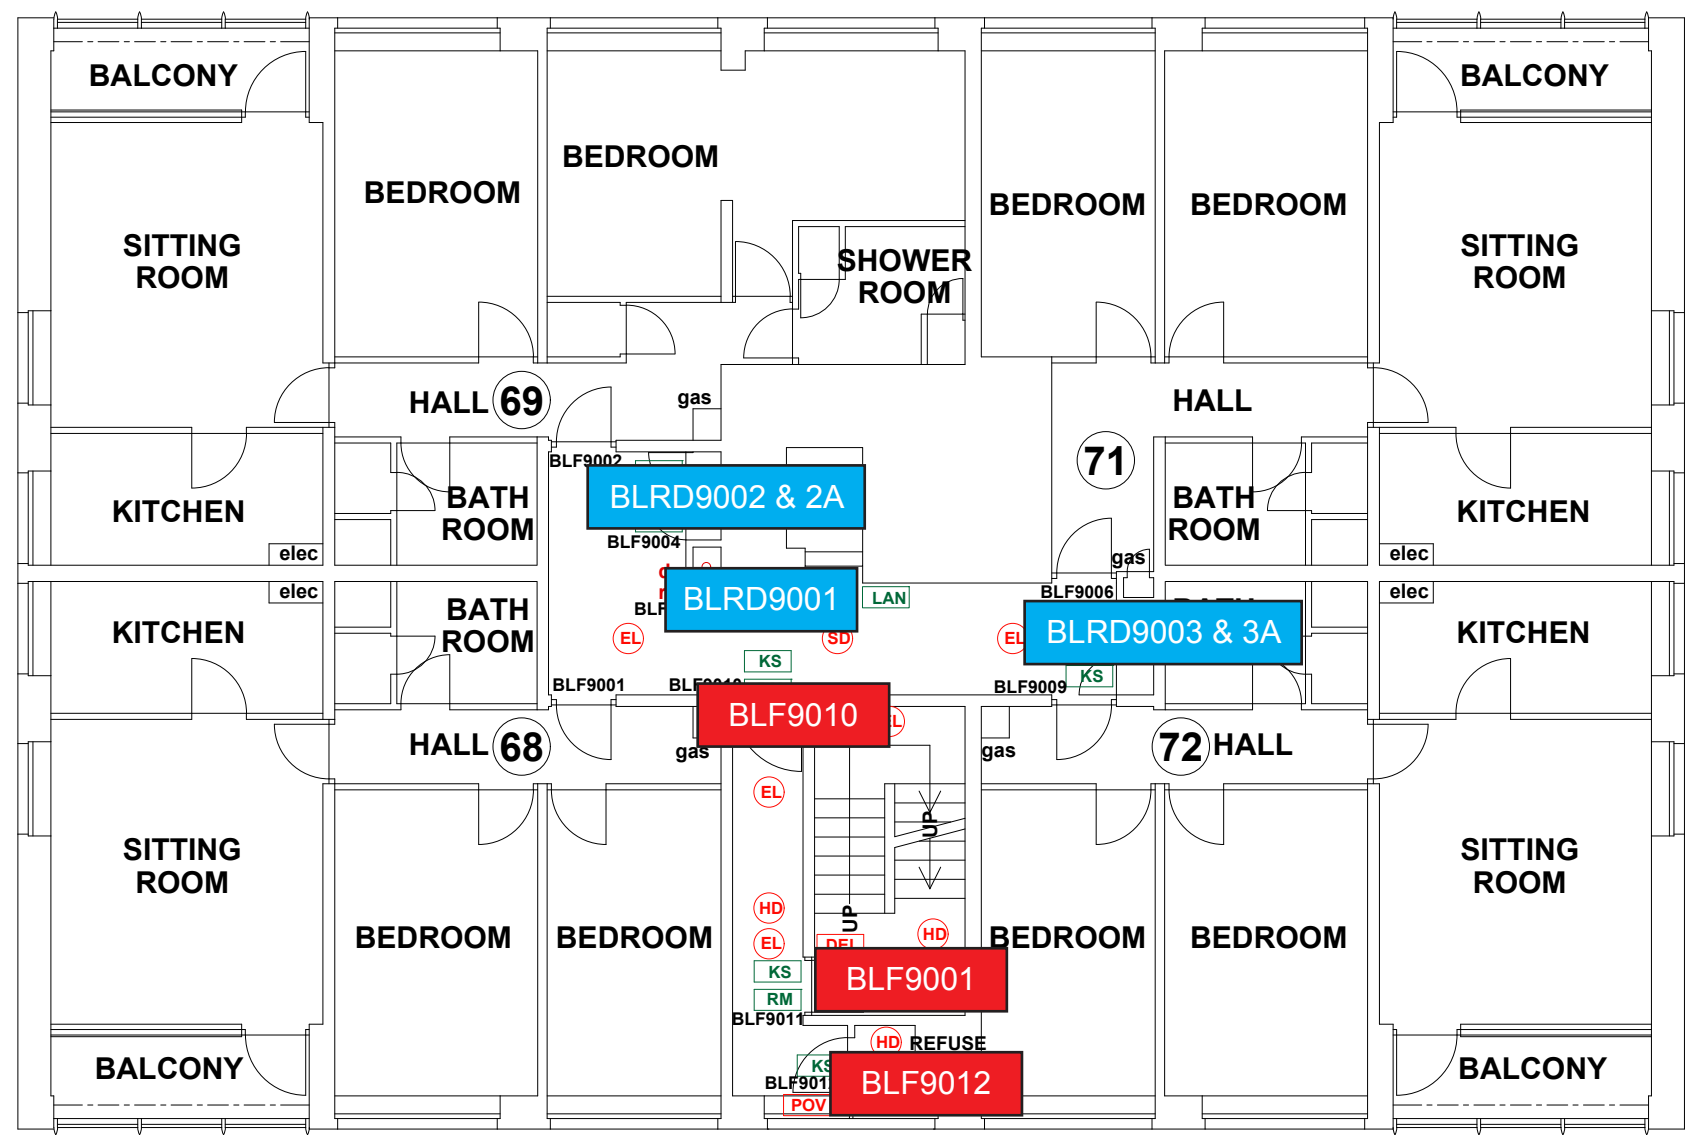 BALCONY
BALCONY
BEDROOM
BEDROOM
BEDROOM
BEDROOM
SITTING
ROOM
SHOWER
ROOM
SITTING
ROOM
HALL 69
gas
HALL
71
BLF9002
BLRD9002 & 2A
KITCHEN
BATH
ROOM
BATH
ROOM
KITCHEN
BLF9004
elec
gas
elec
elec
BLRD9001
LAN
BLF9006
elec
KITCHEN
BATH
ROOM
EL
SD
EL
BLRD9003 & 3A
KITCHEN
KS
KS
BLF9001
BLF9009
BLF9010
HALL 68
gas
gas
72 HALL
EL
UP
SITTING
ROOM
SITTING
ROOM
HD
UP
BEDROOM
BEDROOM
EL
HD
BEDROOM
BEDROOM
KS
BLF9001
RM
BLF9011
HD
REFUSE
BALCONY
KS
BALCONY
BLF9012
POV